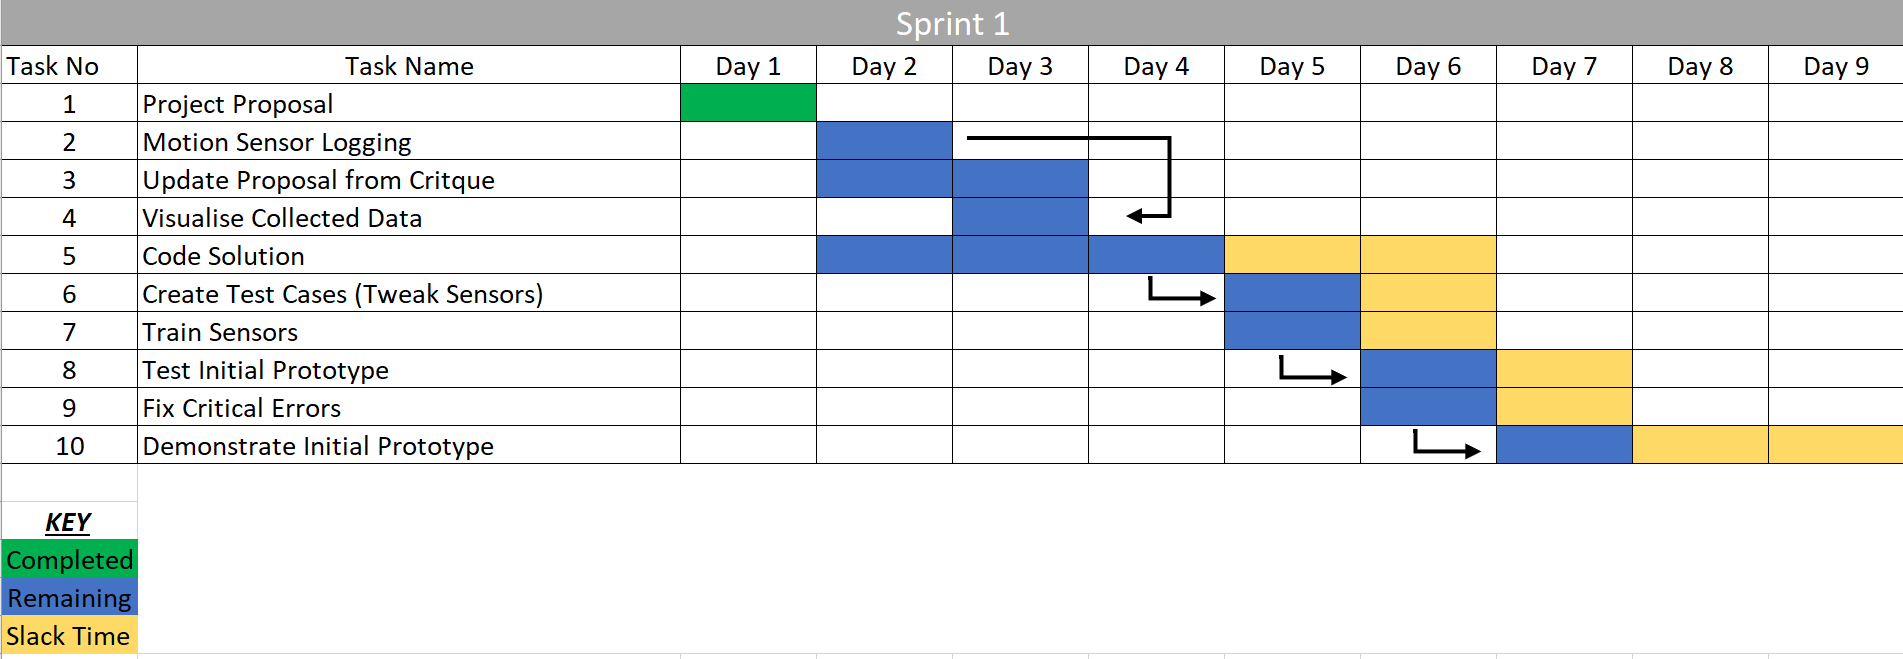 Sprint 1
Task No Task Name Day 1 Day 2 Day 3 Day 4 Day 5 Day 6 Day 7 Day 8 Day 9
1 Project Proposal
2 Motion Sensor Logging
3 Update Proposal from Critque
4 Visualise Collected Data
5 Code Solution
6 Create Test Cases (Tweak Sensors)
7 Train Sensors
8 Test Initial Prototype
9 Fix Critical Errors
10 Demonstrate Initial Prototype
KEY
Completed
Remaining
Slack Time